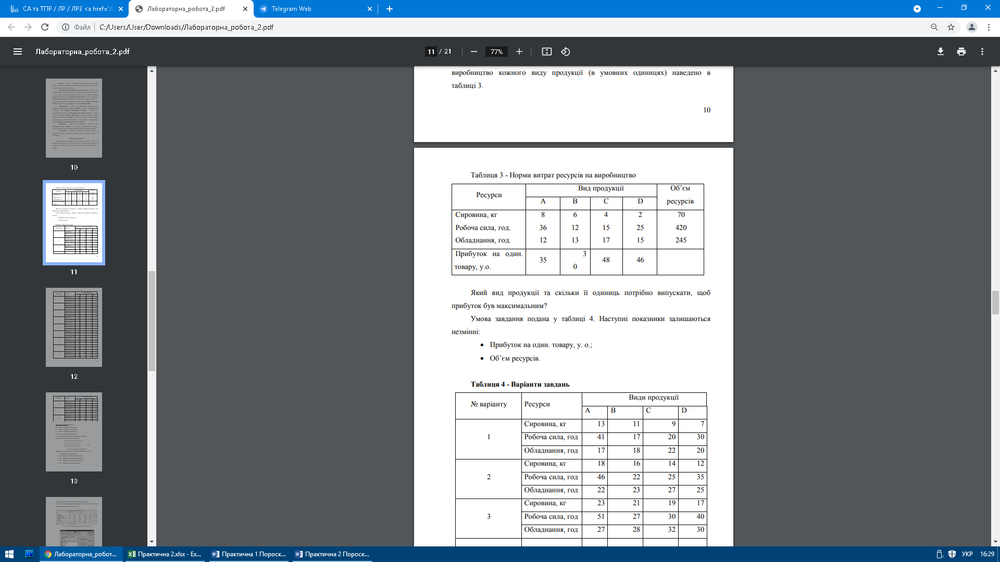 СА та ТПР / ЛР / ЛР2 <a href='/a
Лабораторна_робота_2.pdf
Telegram Web
Файл
C:/Users/User/Downloads/Лабораторна_робота_2.pdf
Лабораторна_робота_2.pdf
11 / 21
77%
10
11
12
13
виробництво кожного виду продукції (в умовних одиницях) наведено в
таблиці 3.
10
Таблиця 3 - Норми витрат ресурсів на виробництво
Ресурси Вид продукції Об’єм ресурсів
A B C D
Сировина, кг 8 6 4 2 70
Робоча сила, год. 36 12 15 25 420
Обладнання, год. 12 13 17 15 245
Прибуток на один. товару, у.о. 35 30 48 46
Який вид продукції та скільки її одиниць потрібно випускати, щоб
прибуток був максимальним?
Умова завдання подана у таблиці 4. Наступні показники залишаються
незмінні:
• Прибуток на один. товару, у. о.;
• Об’єм ресурсів.
Таблиця 4 - Варіанти завдань
№ варіанту Ресурси Види продукції
A B C D
1 Сировина, кг 13 11 9 7
Робоча сила, год 41 17 20 30
Обладнання, год 17 18 22 20
2 Сировина, кг 18 16 14 12
Робоча сила, год 46 22 25 35
Обладнання, год 22 23 27 25
3 Сировина, кг 23 21 19 17
Робоча сила, год 51 27 30 40
Обладнання, год 27 28 32 30
Лабораторна_робот...
Практична 2.xlsx - Ex...
Практична 1 Пороск...
Практична 2 Пороск...
УКР
16:29